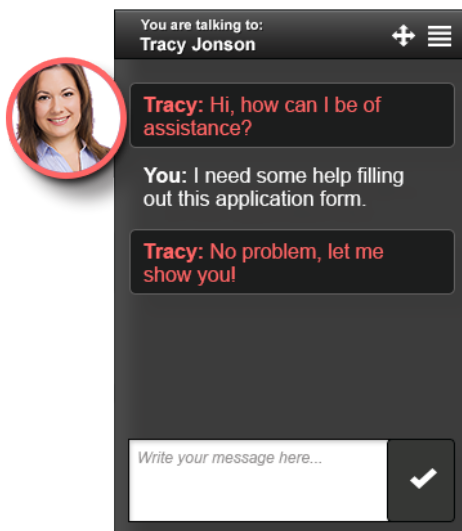 You are talking to:
Tracy Jonson
Tracy: Hi, how can I be of
assistance?
You: I need some help filling
out this application form.
Tracy: No problem, let me
show you!
Write your message here...